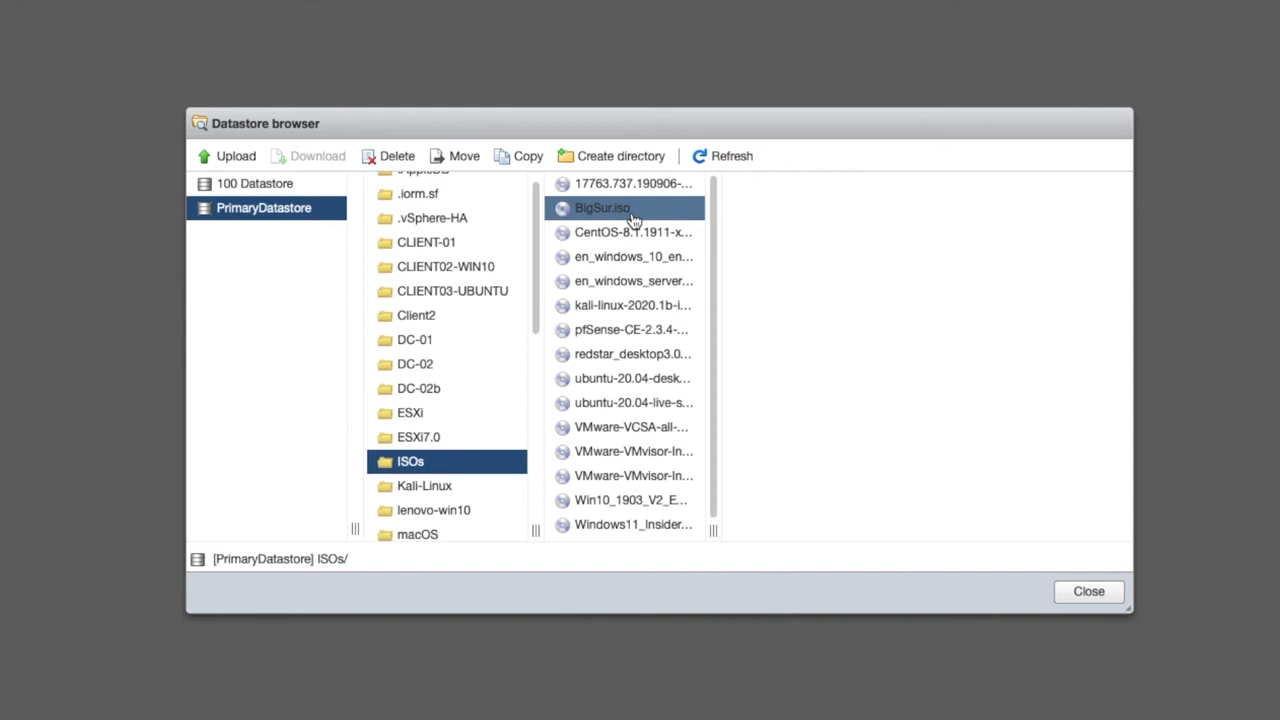 Datastore browser
Upload Download Delete Move Copy Create directory Refresh
100 Datastore
PrimaryDatastore
.iorm.sf
.vSphere-HA
CLIENT-01
CLIENT02-WIN10
CLIENT03-UBUNTU
Client2
DC-01
DC-02
DC-02b
ESXi
ESXi7.0
ISOs
Kali-Linux
lenovo-win10
macOS
17763.737.190906-...
BigSur.iso
CentOS-8.1.1911-x...
en_windows_10_en...
en_windows_server...
kali-linux-2020.1b-i...
pfSense-CE-2.3.4-...
redstar_desktop3.0...
ubuntu-20.04-desk...
ubuntu-20.04-live-s...
VMware-VCSA-all-...
VMware-VMvisor-In...
VMware-VMvisor-In...
Win10_1903_V2_E...
Windows11_Insider...
[PrimaryDatastore] ISOs/
Close